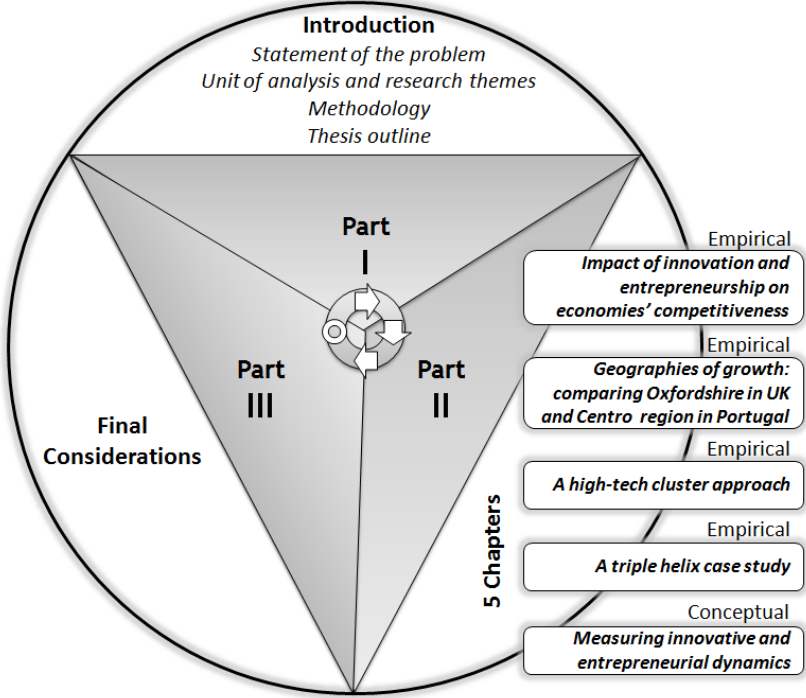 Introduction
Statement of the problem
Unit of analysis and research themes
Methodology
Thesis outline
Part
I
Part
II
Part
III
Final
Considerations
5 Chapters
Empirical
Impact of innovation and
entrepreneurship on
economies’ competitiveness
Empirical
Geographies of growth:
comparing Oxfordshire in UK
and Centro region in Portugal
Empirical
A high-tech cluster approach
Empirical
A triple helix case study
Conceptual
Measuring innovative and
entrepreneurial dynamics